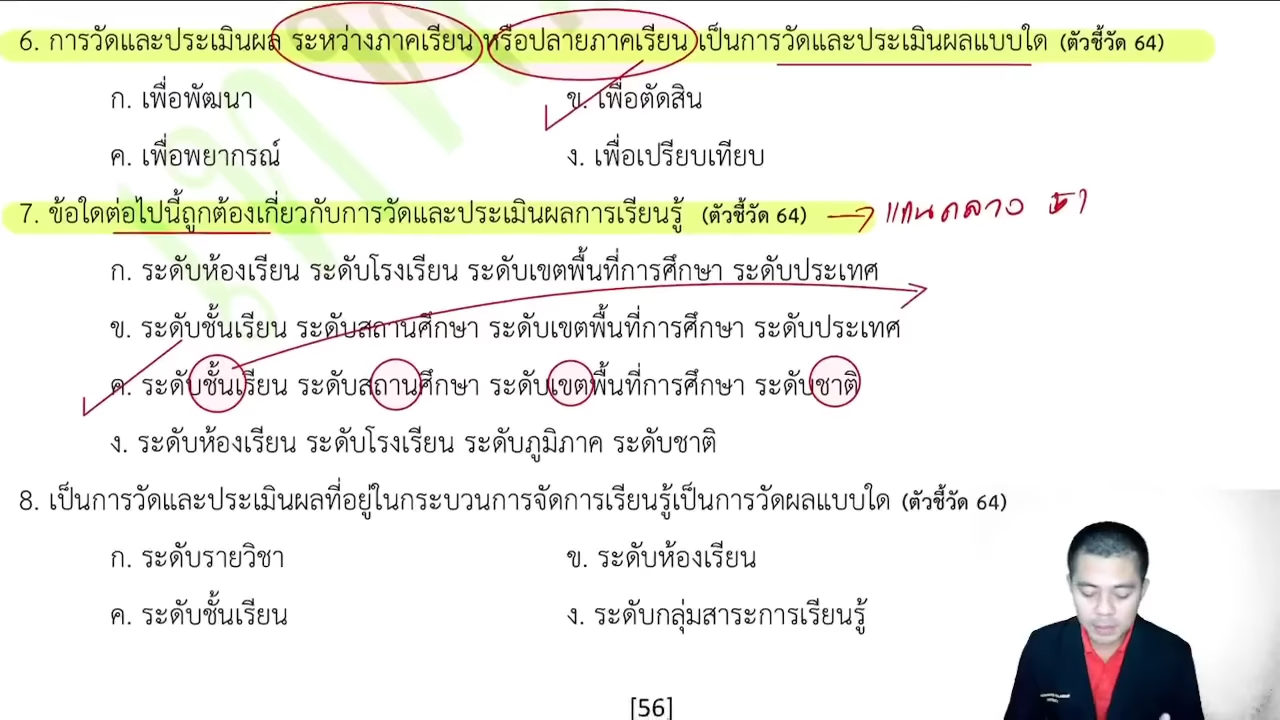 6. การวัดและประเมินผล ระหว่างภาคเรียน หรือปลายภาคเรียน เป็นการวัดและประเมินผลแบบใด (ตัวชี้วัด 64)
ก. เพื่อพัฒนา ข. เพื่อตัดสิน
ค. เพื่อพยากรณ์ ง. เพื่อเปรียบเทียบ
7. ข้อใดต่อไปนี้ถูกต้องเกี่ยวกับการวัดและประเมินผลการเรียนรู้ (ตัวชี้วัด 64)
ก. ระดับห้องเรียน ระดับโรงเรียน ระดับเขตพื้นที่การศึกษา ระดับประเทศ
ข. ระดับชั้นเรียน ระดับสถานศึกษา ระดับเขตพื้นที่การศึกษา ระดับประเทศ
ค. ระดับชั้นเรียน ระดับสถานศึกษา ระดับเขตพื้นที่การศึกษา ระดับชาติ
ง. ระดับห้องเรียน ระดับโรงเรียน ระดับภูมิภาค ระดับชาติ
8. เป็นการวัดและประเมินผลที่อยู่ในกระบวนการจัดการเรียนรู้เป็นการวัดผลแบบใด (ตัวชี้วัด 64)
ก. ระดับรายวิชา ข. ระดับห้องเรียน
ค. ระดับชั้นเรียน ง. ระดับกลุ่มสาระการเรียนรู้
[56]